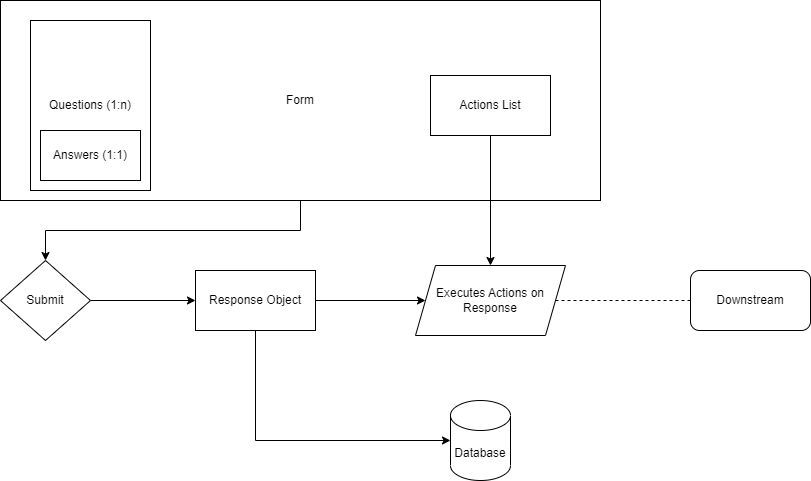 Form
Questions (1:n)
Actions List
Answers (1:1)
Submit
Response Object
Executes Actions on
Response
Downstream
Database